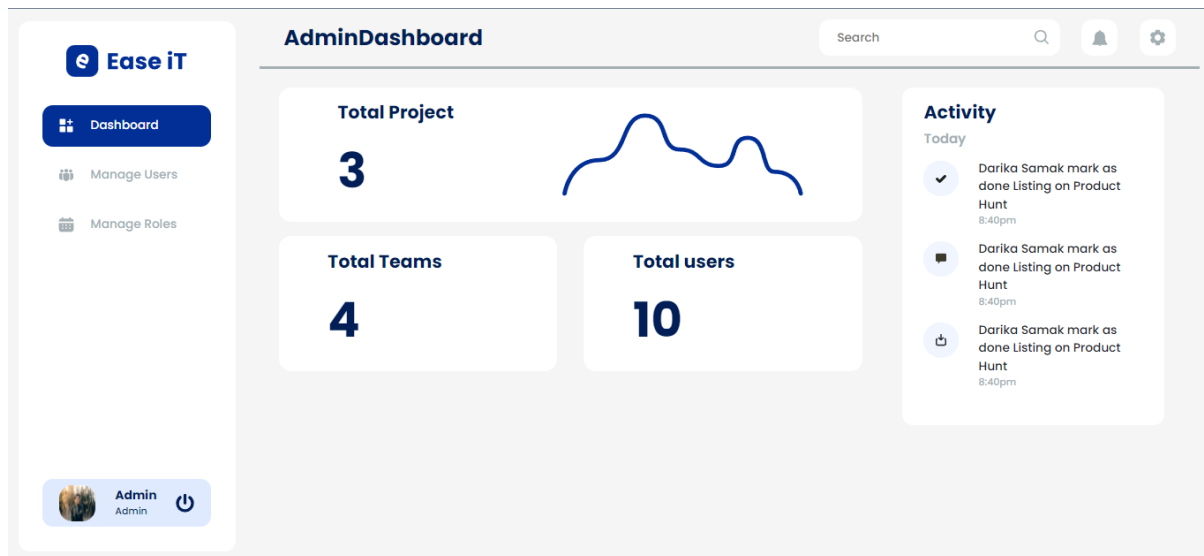 e Ease iT
Dashboard
Manage Users
Manage Roles
Admin
Admin
AdminDashboard
Search
Total Project
3
Total Teams
4
Total users
10
Activity
Today
Darika Samak mark as
done Listing on Product
Hunt
8:40pm
Darika Samak mark as
done Listing on Product
Hunt
8:40pm
Darika Samak mark as
done Listing on Product
Hunt
8:40pm